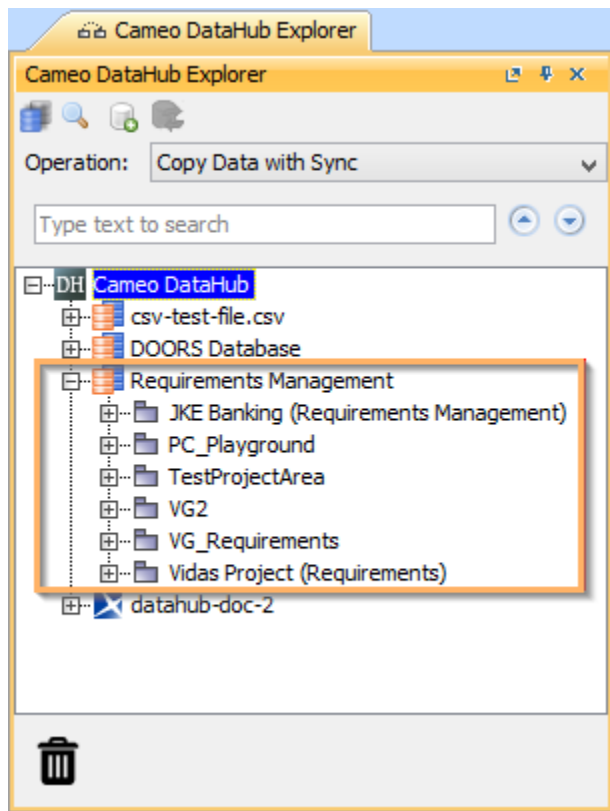 Cameo DataHub Explorer
Cameo DataHub Explorer
Operation: Copy Data with Sync
Type text to search
DH Cameo DataHub
csv-test-file.csv
DOORS Database
Requirements Management
JKE Banking (Requirements Management)
PC_Playground
TestProjectArea
VG2
VG_Requirements
Vidas Project (Requirements)
datahub-doc-2